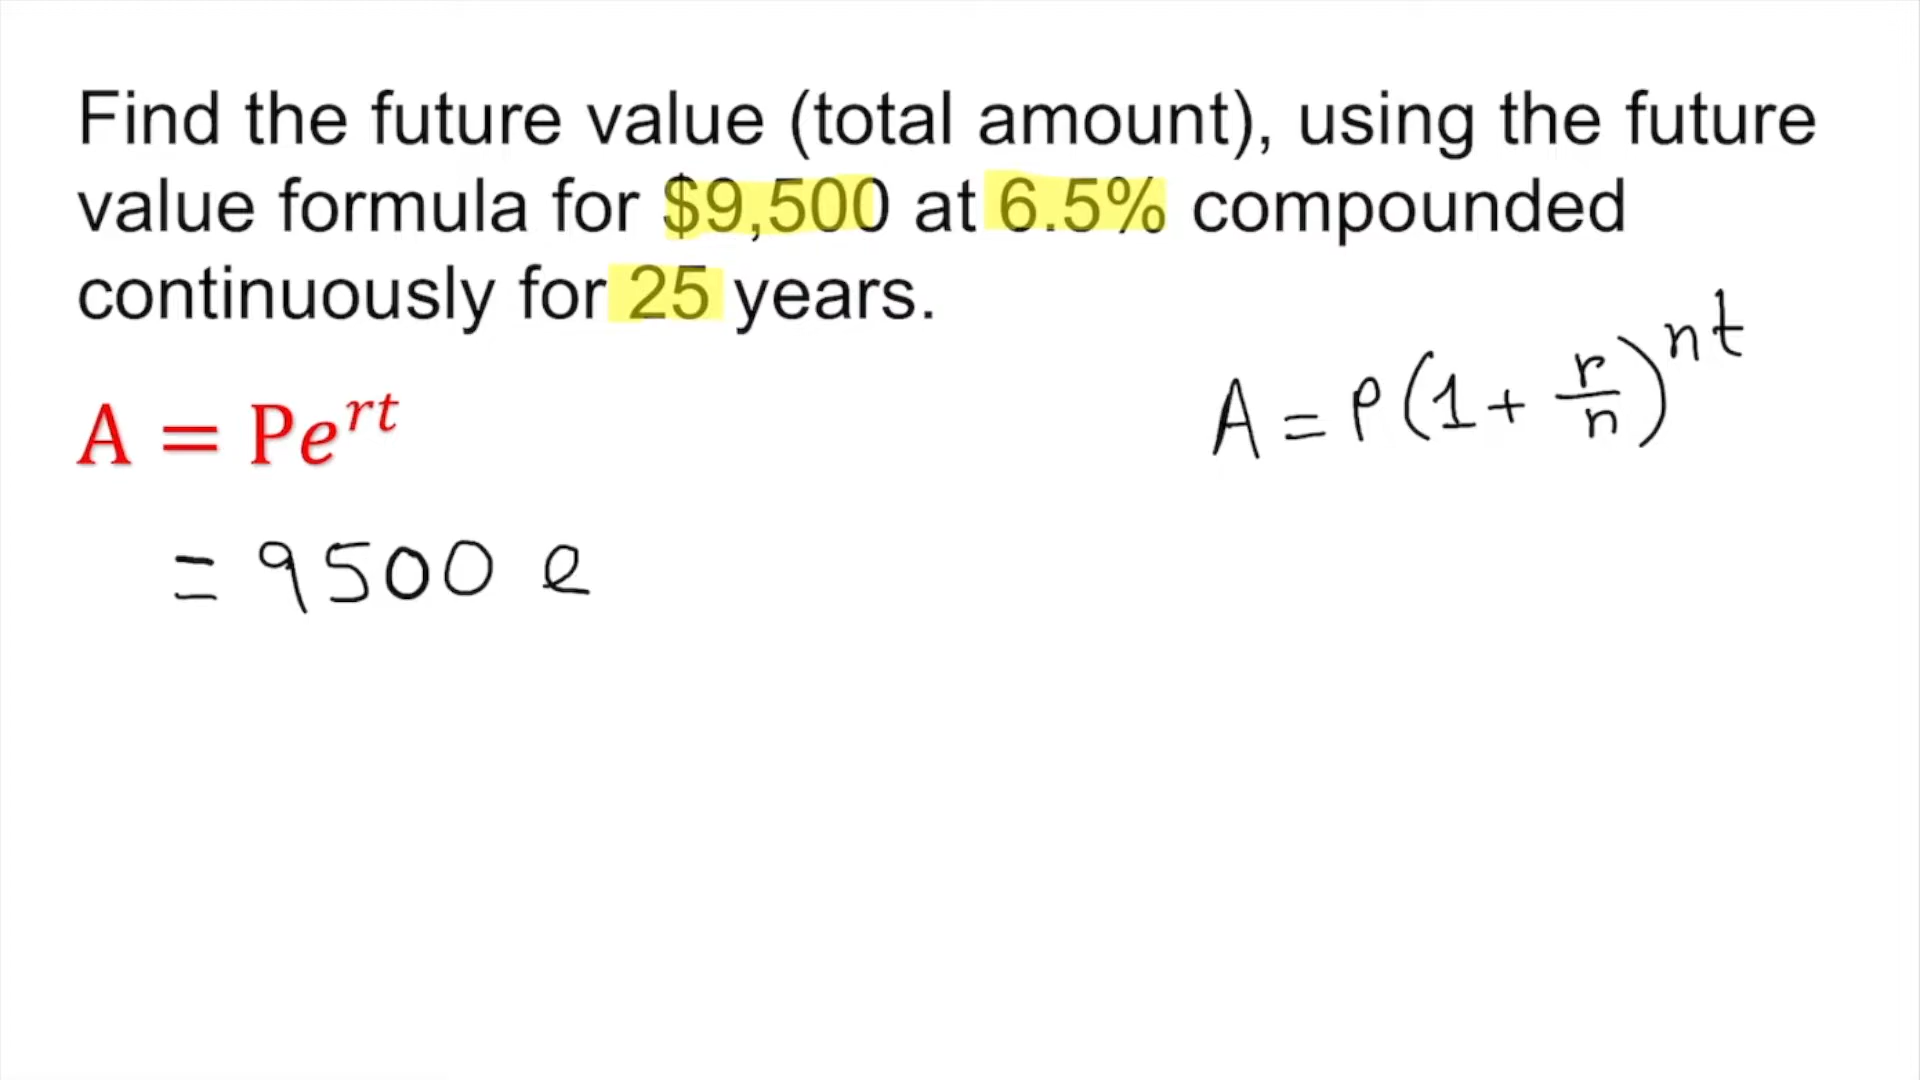 Find the future value (total amount), using the future
value formula for $9,500 at 6.5% compounded
continuously for 25 years.
A = Pe^{rt}
A = P(1 + \frac{r}{n})^{nt}
= 9500 e